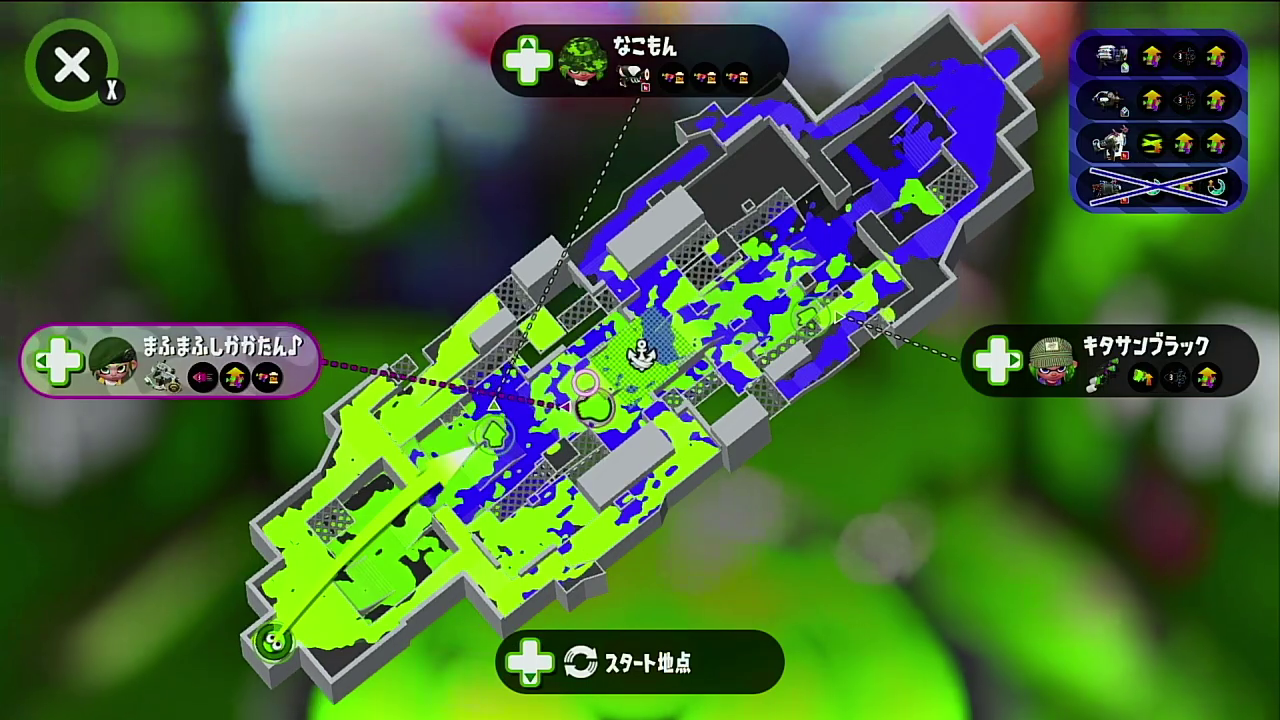 なこもん
X
まふまふしかかたん♪
キタサンブラック
スタート地点